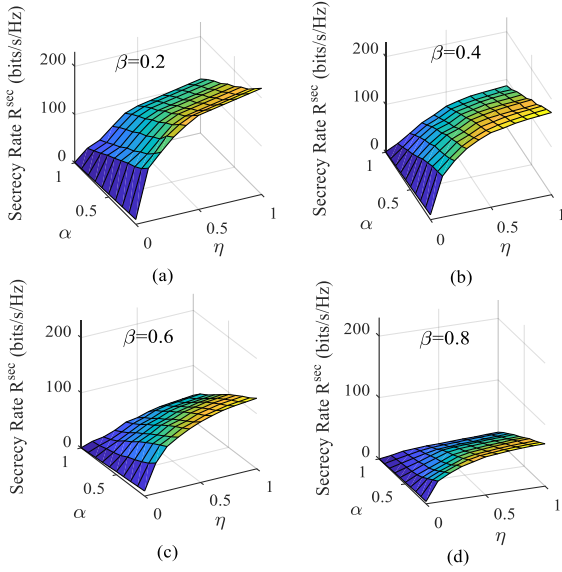 Secrecy Rate R^sec (bits/s/Hz)
200
100
0
β=0.2
1
0.5
α
0
0.5
1
η
(a)
Secrecy Rate R^sec (bits/s/Hz)
200
100
0
β=0.4
1
0.5
α
0
0.5
1
η
(b)
Secrecy Rate R^sec (bits/s/Hz)
200
100
0
β=0.6
1
0.5
α
0
0.5
1
η
(c)
Secrecy Rate R^sec (bits/s/Hz)
200
100
0
β=0.8
1
0.5
α
0
0.5
1
η
(d)